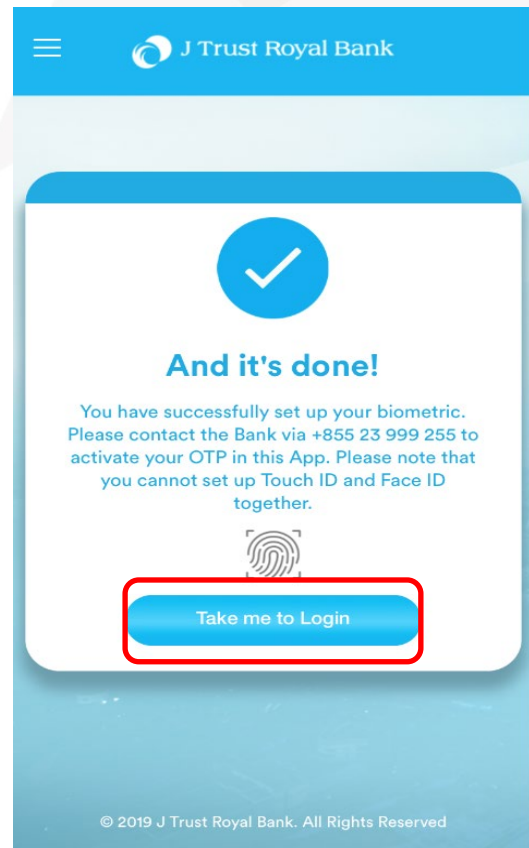 J Trust Royal Bank
And it's done!
You have successfully set up your biometric.
Please contact the Bank via +855 23 999 255 to
activate your OTP in this App. Please note that
you cannot set up Touch ID and Face ID
together.
Take me to Login
© 2019 J Trust Royal Bank. All Rights Reserved